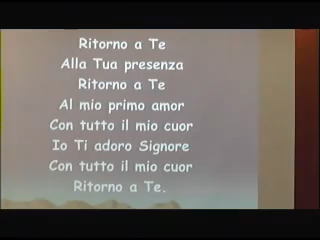 Ritorno a Te
Alla Tua presenza
Ritorno a Te
Al mio primo amor
Con tutto il mio cuor
Io Ti adoro Signore
Con tutto il mio cuor
Ritorno a Te.